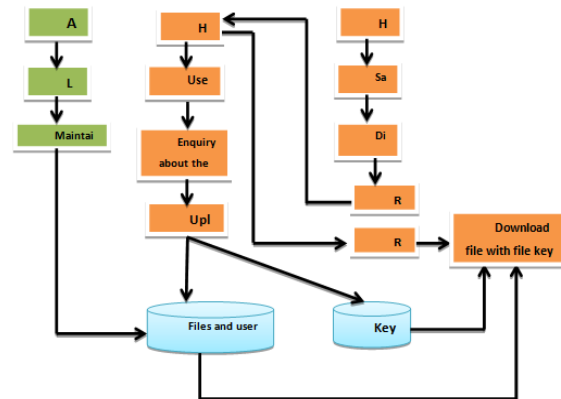 A
L
Maintai
H
Use
Enquiry
about the
Upl
H
Sa
Di
R
R
Download
file with file key
Files and user
Key